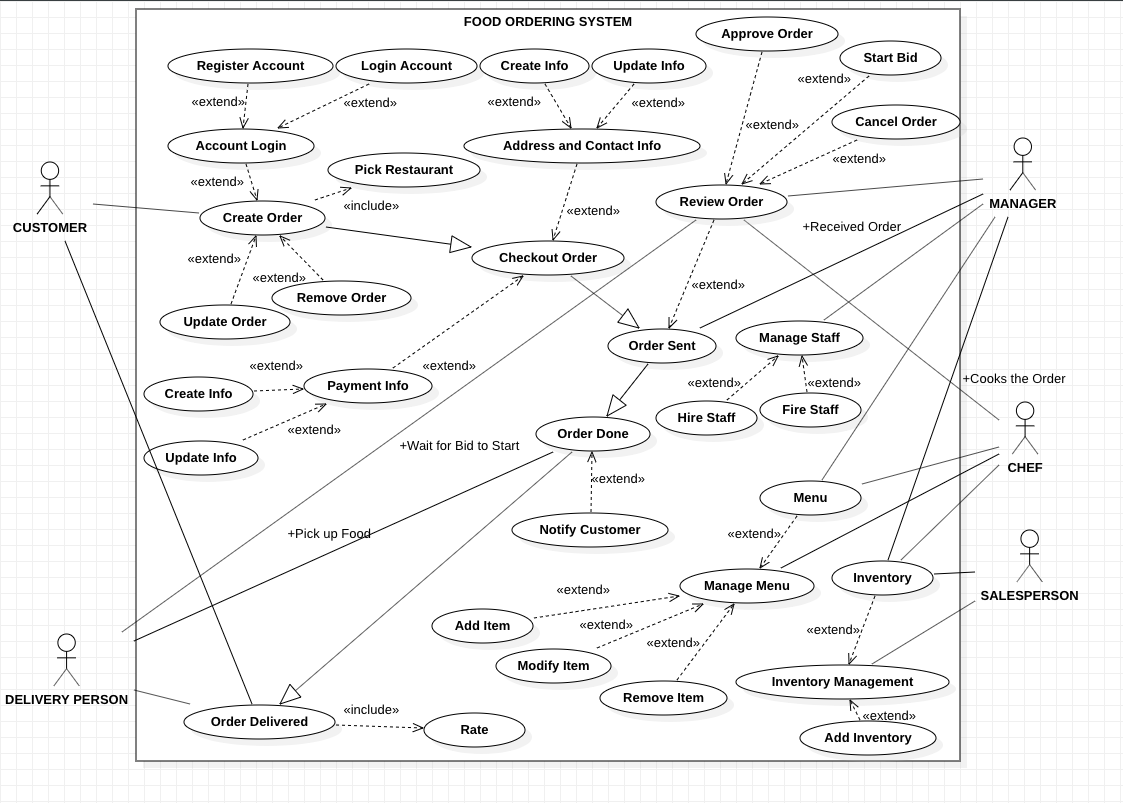 FOOD ORDERING SYSTEM
Approve Order
Register Account
Login Account
Create Info
Update Info
Start Bid
«extend»
«extend»
«extend»
«extend»
«extend»
«extend»
Cancel Order
Account Login
Address and Contact Info
«extend»
Pick Restaurant
«extend»
«include»
Create Order
«extend»
Review Order
CUSTOMER
MANAGER
+Received Order
«extend»
«extend»
Checkout Order
«extend»
Remove Order
Update Order
Order Sent
Manage Staff
«extend»
«extend»
Create Info
Payment Info
«extend»
«extend»
+Cooks the Order
Hire Staff
Fire Staff
«extend»
Update Info
+Wait for Bid to Start
Order Done
CHEF
«extend»
Menu
Notify Customer
+Pick up Food
«extend»
Manage Menu
Inventory
SALESPERSON
«extend»
Add Item
«extend»
«extend»
«extend»
Modify Item
DELIVERY PERSON
Remove Item
Inventory Management
«include»
«extend»
Order Delivered
Rate
Add Inventory